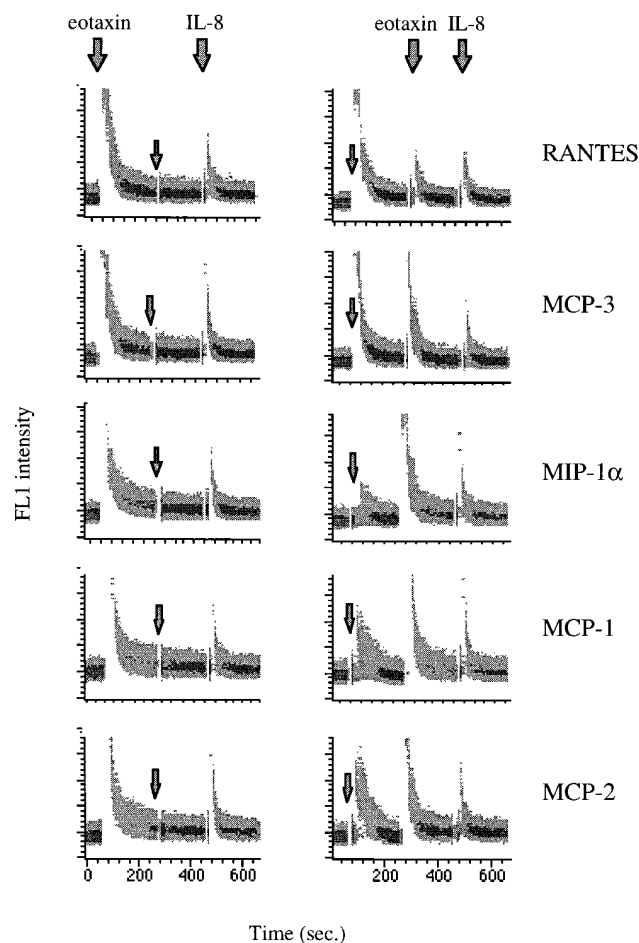 eotaxin IL-8 eotaxin IL-8
RANTES
MCP-3
MIP-1α
MCP-1
MCP-2
FL1 intensity
0 200 400 600 200 400 600
Time (sec.)